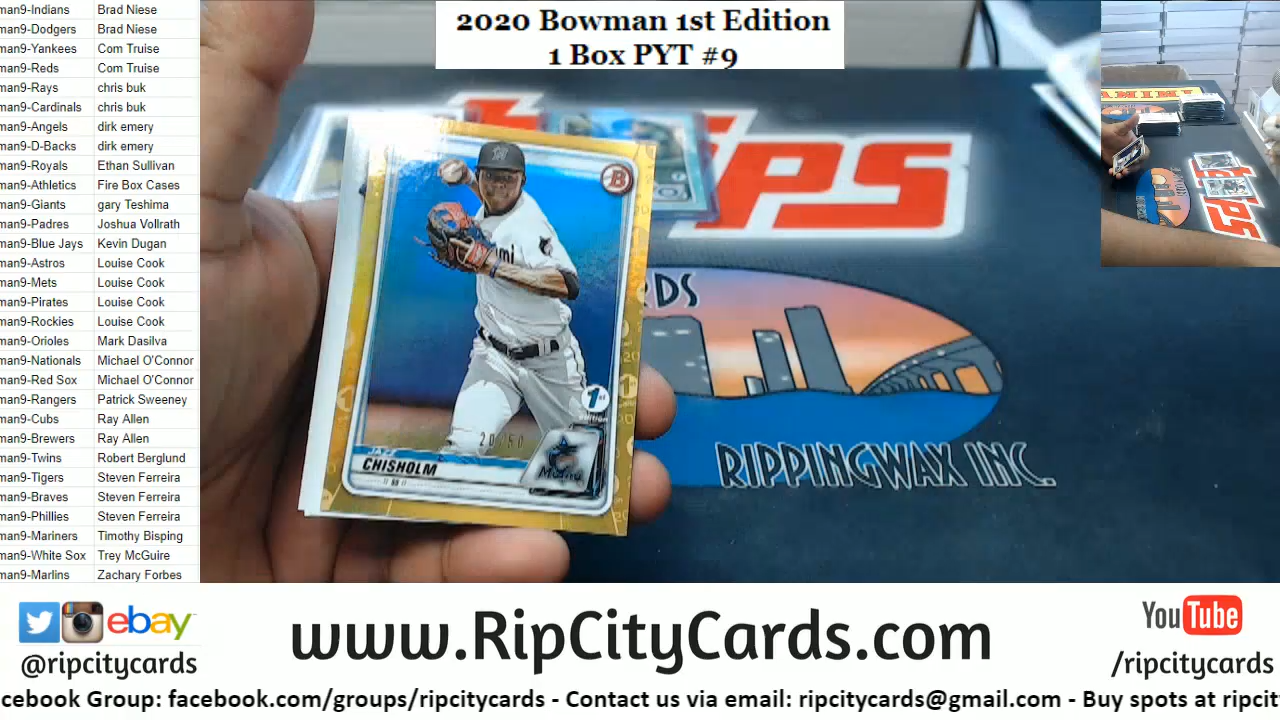 2020 Bowman 1st Edition
1 Box PYT #9
man9-Indians Brad Niese
man9-Dodgers Brad Niese
man9-Yankees Com Truise
man9-Reds Com Truise
man9-Rays chris buk
man9-Cardinals chris buk
man9-Angels dirk emery
man9-D-Backs dirk emery
man9-Royals Ethan Sullivan
man9-Athletics Fire Box Cases
man9-Giants gary Teshima
man9-Padres Joshua Vollrath
man9-Blue Jays Kevin Dugan
man9-Astros Louise Cook
man9-Mets Louise Cook
man9-Pirates Louise Cook
man9-Rockies Louise Cook
man9-Orioles Mark Dasilva
man9-Nationals Michael O'Connor
man9-Red Sox Michael O'Connor
man9-Rangers Patrick Sweeney
man9-Cubs Ray Allen
man9-Brewers Ray Allen
man9-Twins Robert Berglund
man9-Tigers Steven Ferreira
man9-Braves Steven Ferreira
man9-Phillies Steven Ferreira
man9-Mariners Timothy Bisping
man9-White Sox Trey McGuire
man9-Marlins Zachary Forbes
B
1st
edition
20/50
JAZZ
CHISHOLM
PS
RDS
RIPPINGWAX INC.
ebay
@ripcitycards
www.RipCityCards.com
YouTube
/ripcitycards
cebook Group: facebook.com/groups/ripcitycards - Contact us via email: ripcitycards@gmail.com - Buy spots at ripcit